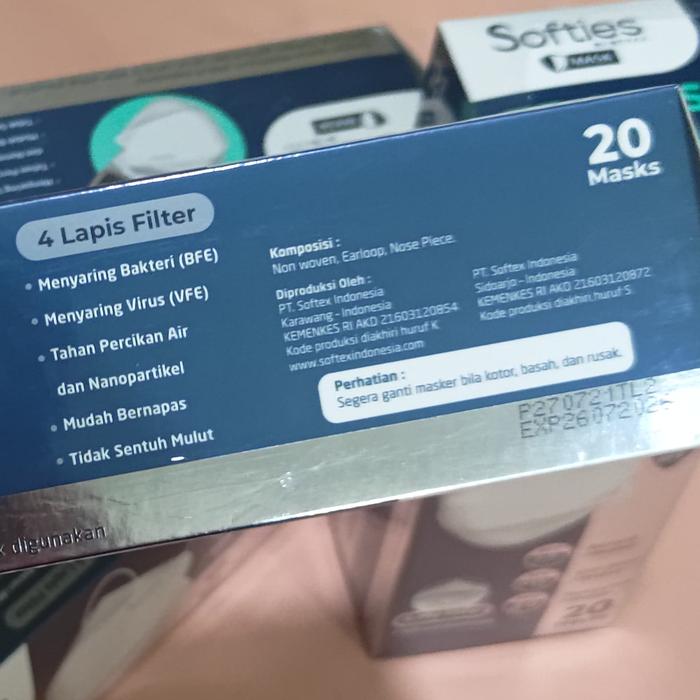 Softies
MASK
20
Masks
4 Lapis Filter
Menyaring Bakteri (BFE)
Menyaring Virus (VFE)
Tahan Percikan Air
dan Nanopartikel
Mudah Bernapas
Tidak Sentuh Mulut
Komposisi :
Non woven, Earloop, Nose Piece.
Diproduksi Oleh :
PT. Softex Indonesia
Karawang - Indonesia
KEMENKES RI AKD 21603120854
Kode produksi diakhiri huruf K
www.softexindonesia.com
PT. Softex Indonesia
Sidoarjo - Indonesia
KEMENKES RI AKD 21603120872
Kode produksi diakhiri huruf S
Perhatian :
Segera ganti masker bila kotor, basah, dan rusak.
digunakan
20